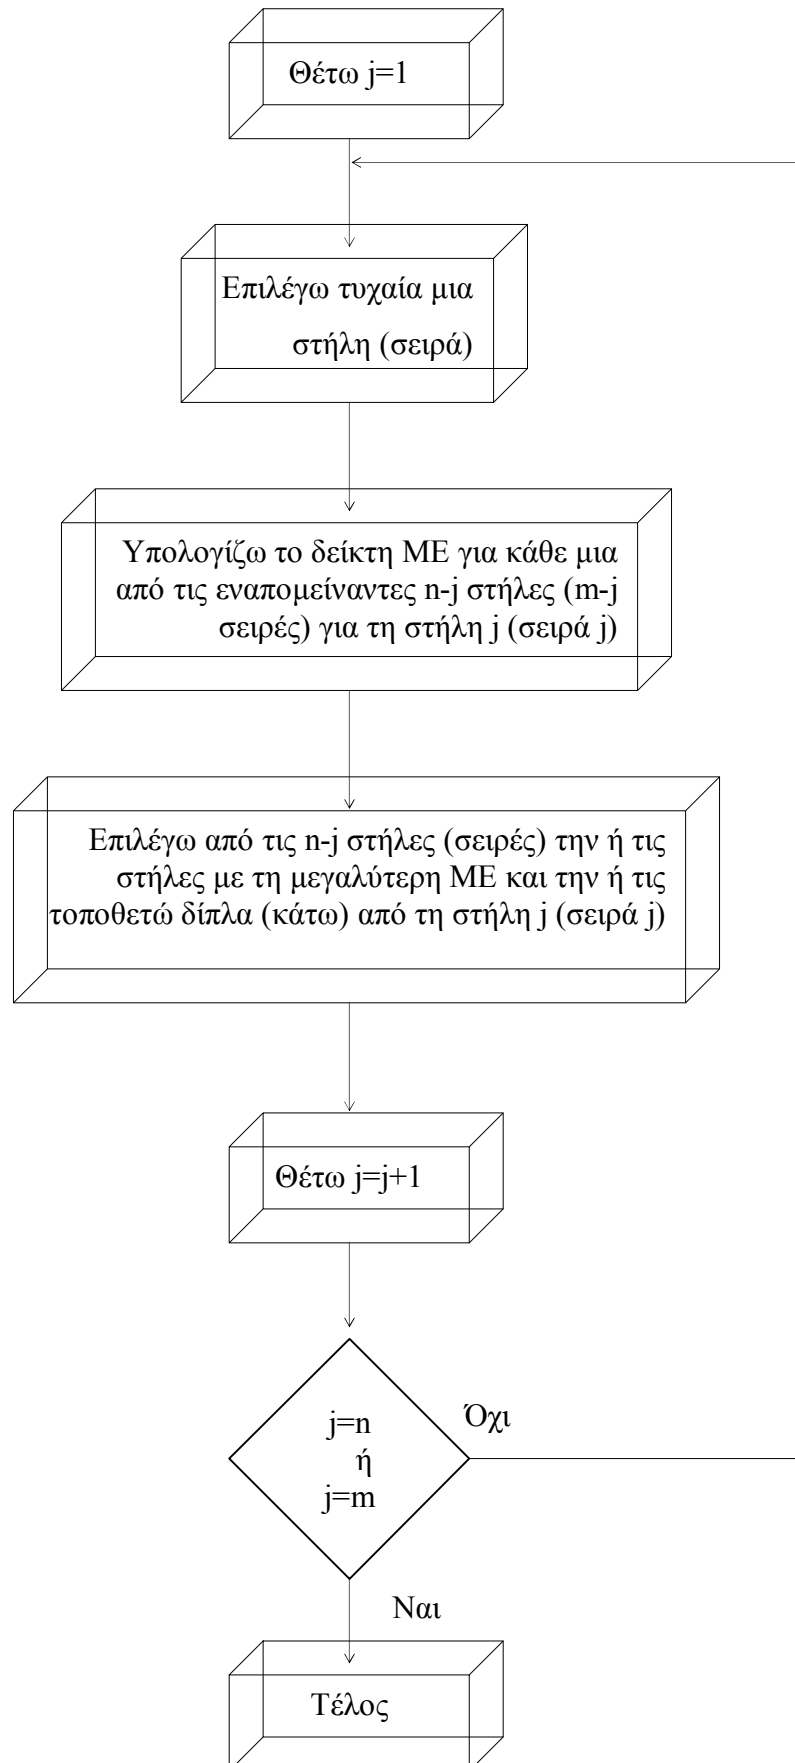 Θέτω j=1
Επιλέγω τυχαία μια
στήλη (σειρά)
Υπολογίζω το δείκτη ΜΕ για κάθε μια
από τις εναπομείναντες n-j στήλες (m-j
σειρές) για τη στήλη j (σειρά j)
Επιλέγω από τις n-j στήλες (σειρές) την ή τις
στήλες με τη μεγαλύτερη ΜΕ και την ή τις
τοποθετώ δίπλα (κάτω) από τη στήλη j (σειρά j)
Θέτω j=j+1
j=n
ή
j=m
Όχι
Ναι
Τέλος